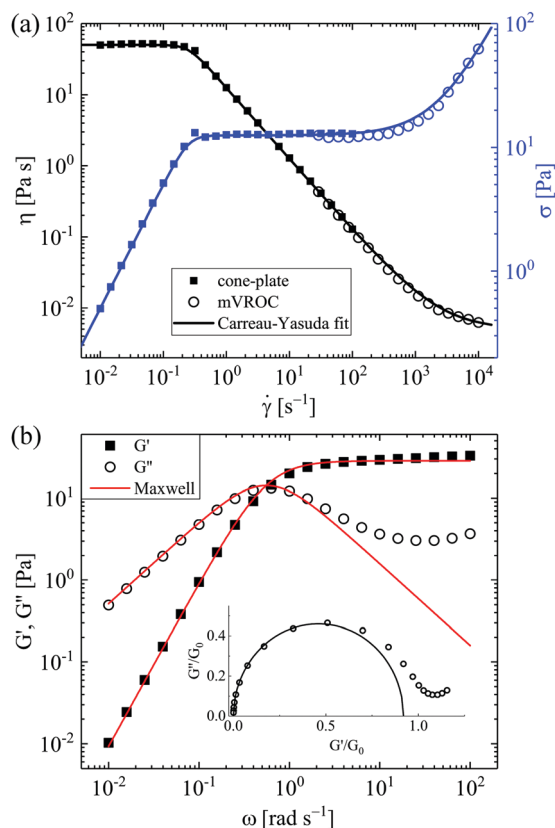 (a)
10²
10¹
10⁰
10⁻¹
10⁻²
η [Pa s]
10²
10¹
10⁰
σ [Pa]
cone-plate
mVROC
Carreau-Yasuda fit
10⁻² 10⁻¹ 10⁰ 10¹ 10² 10³ 10⁴
γ̇ [s⁻¹]
(b)
G'
G''
Maxwell
10²
10¹
10⁰
10⁻¹
10⁻²
G', G'' [Pa]
0.4
0.2
0.0
G''/G₀
0.0 0.5 1.0
G'/G₀
10⁻² 10⁻¹ 10⁰ 10¹ 10²
ω [rad s⁻¹]